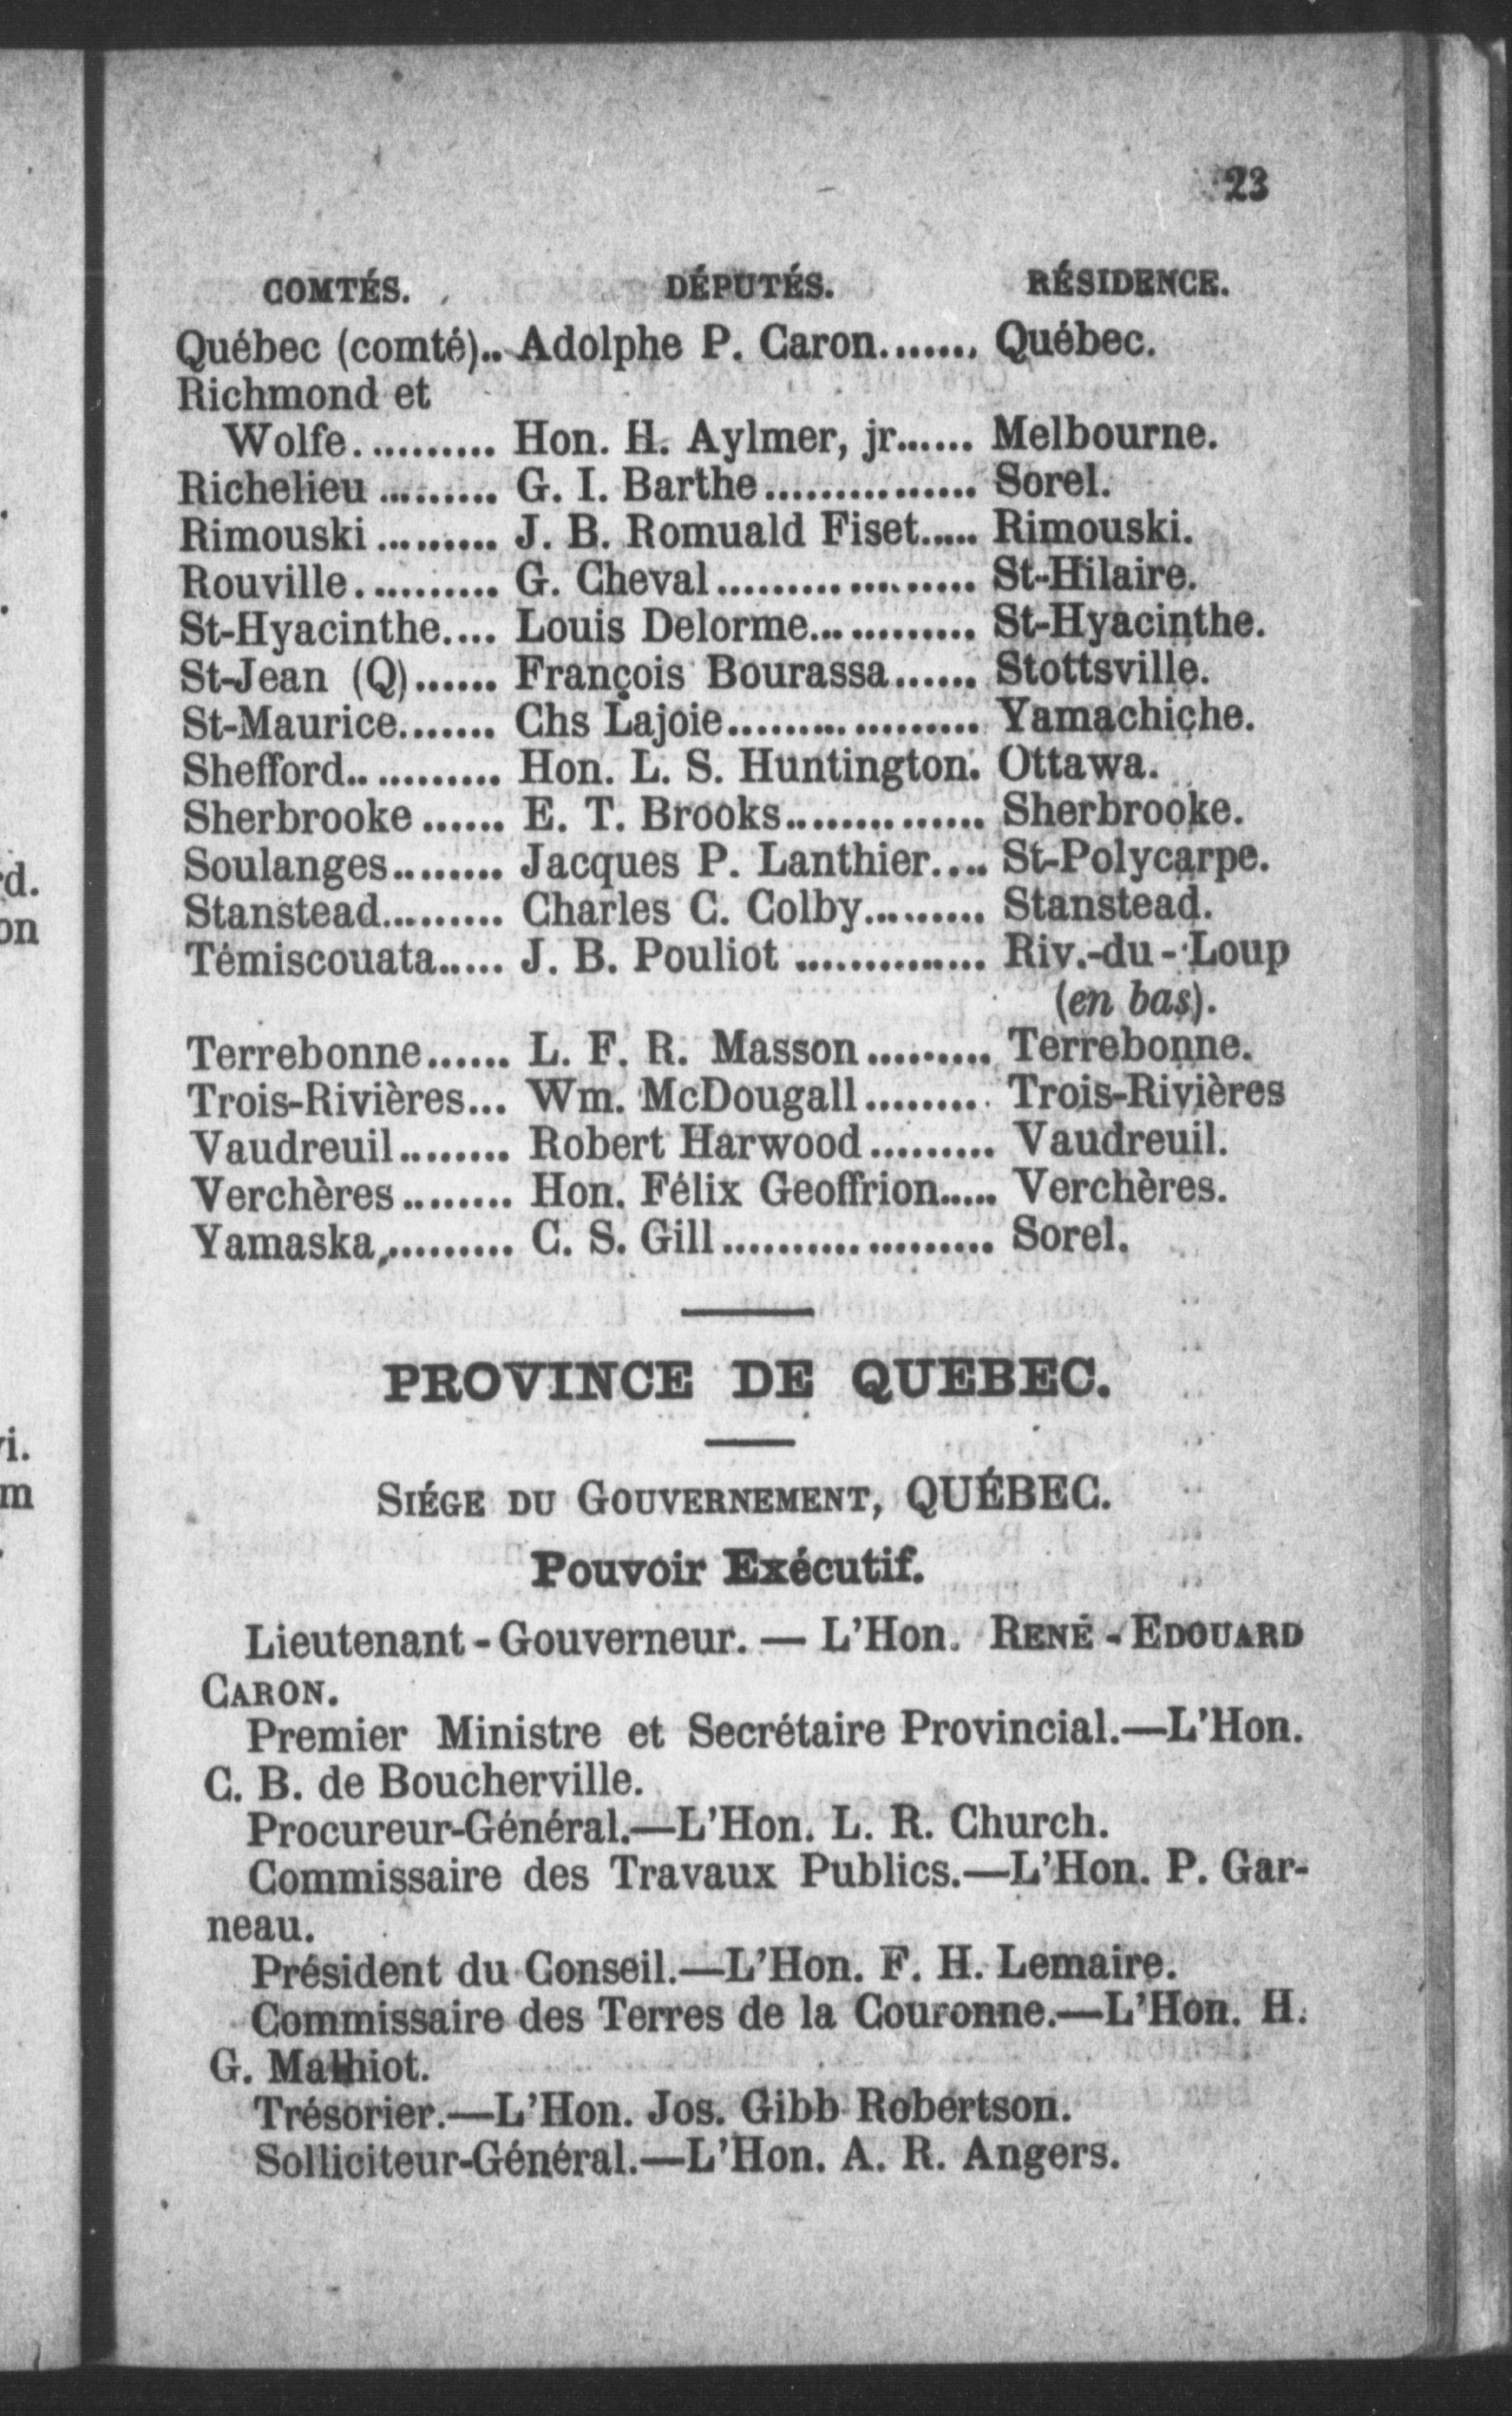 23
COMTÉS. DÉPUTÉS. RÉSIDENCE.
Québec (comté).. Adolphe P. Caron........ Québec.
Richmond et
Wolfe........... Hon. H. Aylmer, jr...... Melbourne.
Richelieu .......... G. I. Barthe................ Sorel.
Rimouski .......... J. B. Romuald Fiset..... Rimouski.
Rouville........... G. Cheval................... St-Hilaire.
St-Hyacinthe.... Louis Delorme............. St-Hyacinthe.
St-Jean (Q)...... François Bourassa...... Stottsville.
St-Maurice....... Chs Lajoie.................. Yamachiche.
Shefford........... Hon. L. S. Huntington. Ottawa.
Sherbrooke ...... E. T. Brooks............... Sherbrooke.
Soulanges......... Jacques P. Lanthier.... St-Polycarpe.
Stanstead.......... Charles C. Colby.......... Stanstead.
Témiscouata..... J. B. Pouliot .............. Riv.-du-Loup
(en bas).
Terrebonne...... L. F. R. Masson.......... Terrebonne.
Trois-Rivières... Wm. McDougall......... Trois-Rivières
Vaudreuil......... Robert Harwood.......... Vaudreuil.
Verchères......... Hon. Félix Geoffrion..... Verchères.
Yamaska,......... C. S. Gill.................... Sorel.
PROVINCE DE QUEBEC.
SIÉGE DU GOUVERNEMENT, QUÉBEC.
Pouvoir Exécutif.
Lieutenant-Gouverneur. — L'Hon. RENÉ-EDOUARD
CARON.
Premier Ministre et Secrétaire Provincial.—L'Hon.
C. B. de Boucherville.
Procureur-Général.—L'Hon. L. R. Church.
Commissaire des Travaux Publics.—L'Hon. P. Gar-
neau.
Président du Conseil.—L'Hon. F. H. Lemaire.
Commissaire des Terres de la Couronne.—L'Hon. H.
G. Malhiot.
Trésorier.—L'Hon. Jos. Gibb Robertson.
Solliciteur-Général.—L'Hon. A. R. Angers.
d.
on
i.
m